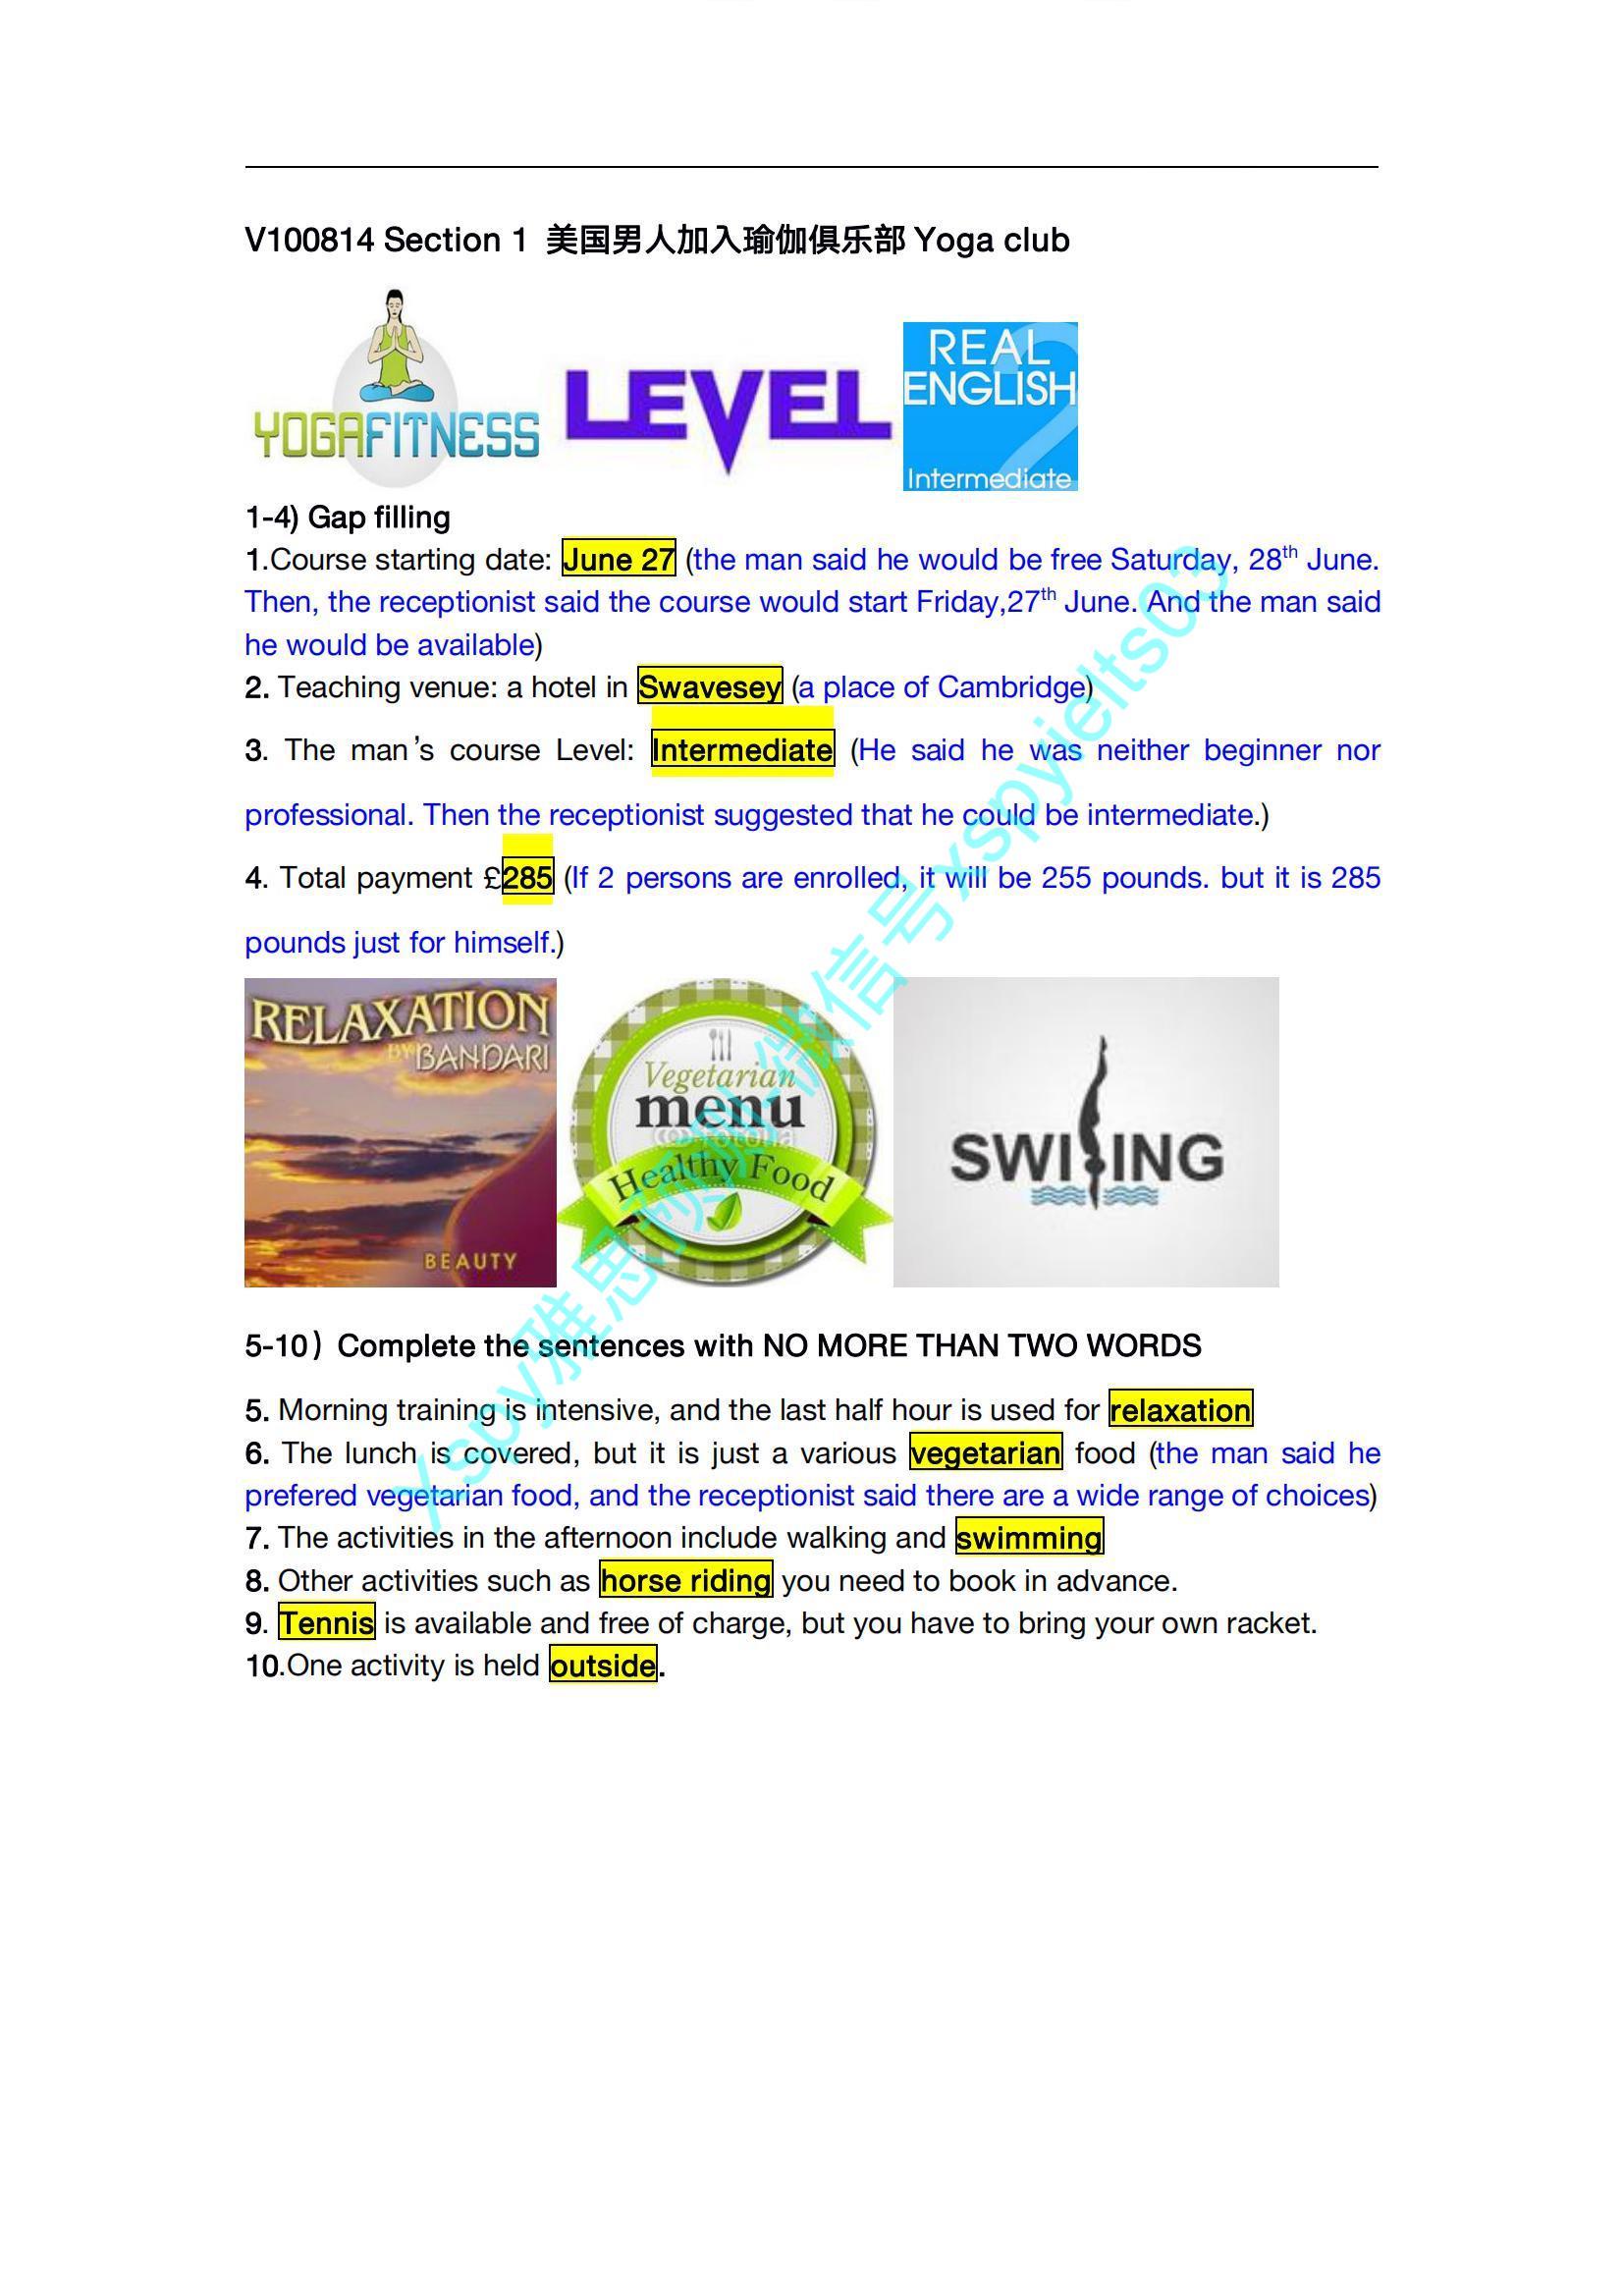 V100814 Section 1 美国男人加入瑜伽俱乐部 Yoga club
YOGAFITNESS
LEVEL
REAL
ENGLISH
2
Intermediate
1-4) Gap filling
1.Course starting date: June 27 (the man said he would be free Saturday, 28th June.
Then, the receptionist said the course would start Friday,27th June. And the man said
he would be available)
2. Teaching venue: a hotel in Swavesey (a place of Cambridge)
3. The man’s course Level: Intermediate (He said he was neither beginner nor
professional. Then the receptionist suggested that he could be intermediate.)
4. Total payment £285 (If 2 persons are enrolled, it will be 255 pounds. but it is 285
pounds just for himself.)
RELAXATION
BY BANDARI
BEAUTY
Vegetarian
menu
Healthy Food
SWIMING
5-10）Complete the sentences with NO MORE THAN TWO WORDS
5. Morning training is intensive, and the last half hour is used for relaxation
6. The lunch is covered, but it is just a various vegetarian food (the man said he
prefered vegetarian food, and the receptionist said there are a wide range of choices)
7. The activities in the afternoon include walking and swimming
8. Other activities such as horse riding you need to book in advance.
9. Tennis is available and free of charge, but you have to bring your own racket.
10.One activity is held outside.
xspy雅思 微信号xspyielts03